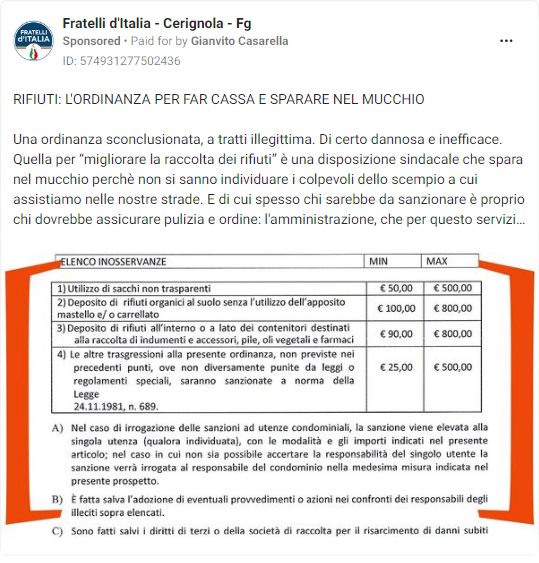 Fratelli d'Italia - Cerignola - Fg
Sponsored • Paid for by Gianvito Casarella
ID: 574931277502436
FRATELLI
d'ITALIA
RIFIUTI: L'ORDINANZA PER FAR CASSA E SPARARE NEL MUCCHIO
Una ordinanza sconclusionata, a tratti illegittima. Di certo dannosa e inefficace.
Quella per “migliorare la raccolta dei rifiuti” è una disposizione sindacale che spara
nel mucchio perchè non si sanno individuare i colpevoli dello scempio a cui
assistiamo nelle nostre strade. E di cui spesso chi sarebbe da sanzionare è proprio
chi dovrebbe assicurare pulizia e ordine: l'amministrazione, che per questo servizi...
ELENCO INOSSERVANZE MIN MAX
1) Utilizzo di sacchi non trasparenti € 50,00 € 500,00
2) Deposito di rifiuti organici al suolo senza l'utilizzo dell'apposito
mastello e/ o carrellato € 100,00 € 800,00
3) Deposito di rifiuti all'interno o a lato dei contenitori destinati
alla raccolta di indumenti e accessori, pile, oli vegetali e farmaci € 90,00 € 800,00
4) Le altre trasgressioni alla presente ordinanza, non previste nei
precedenti punti, ove non diversamente punite da leggi o
regolamenti speciali, saranno sanzionate a norma della
Legge
24.11.1981, n. 689. € 25,00 € 500,00
A) Nel caso di irrogazione delle sanzioni ad utenze condominiali, la sanzione viene elevata alla
singola utenza (qualora individuata), con le modalità e gli importi indicati nel presente
articolo; nel caso in cui non sia possibile accertare la responsabilità del singolo utente la
sanzione verrà irrogata al responsabile del condominio nella medesima misura indicata nel
presente prospetto.
B) È fatta salva l'adozione di eventuali provvedimenti o azioni nei confronti dei responsabili degli
illeciti sopra elencati.
C) Sono fatti salvi i diritti di terzi o della società di raccolta per il risarcimento di danni subiti